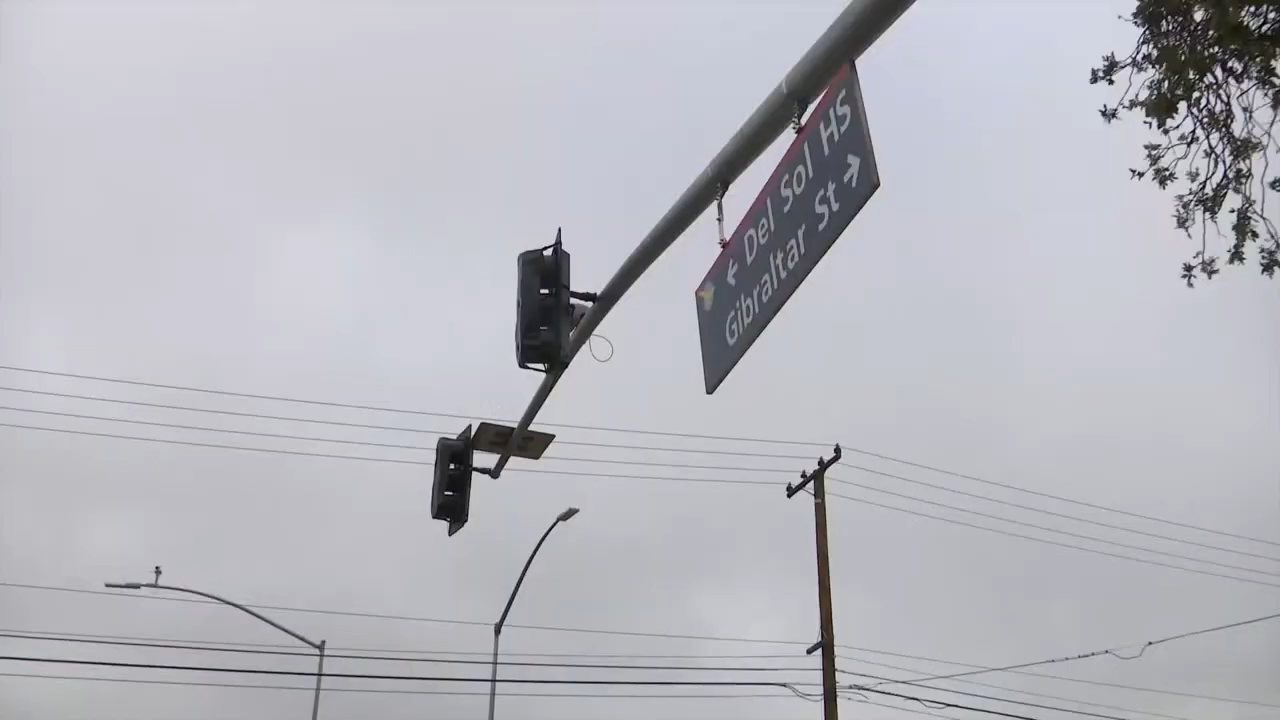 ← Del Sol HS
Gibraltar St →